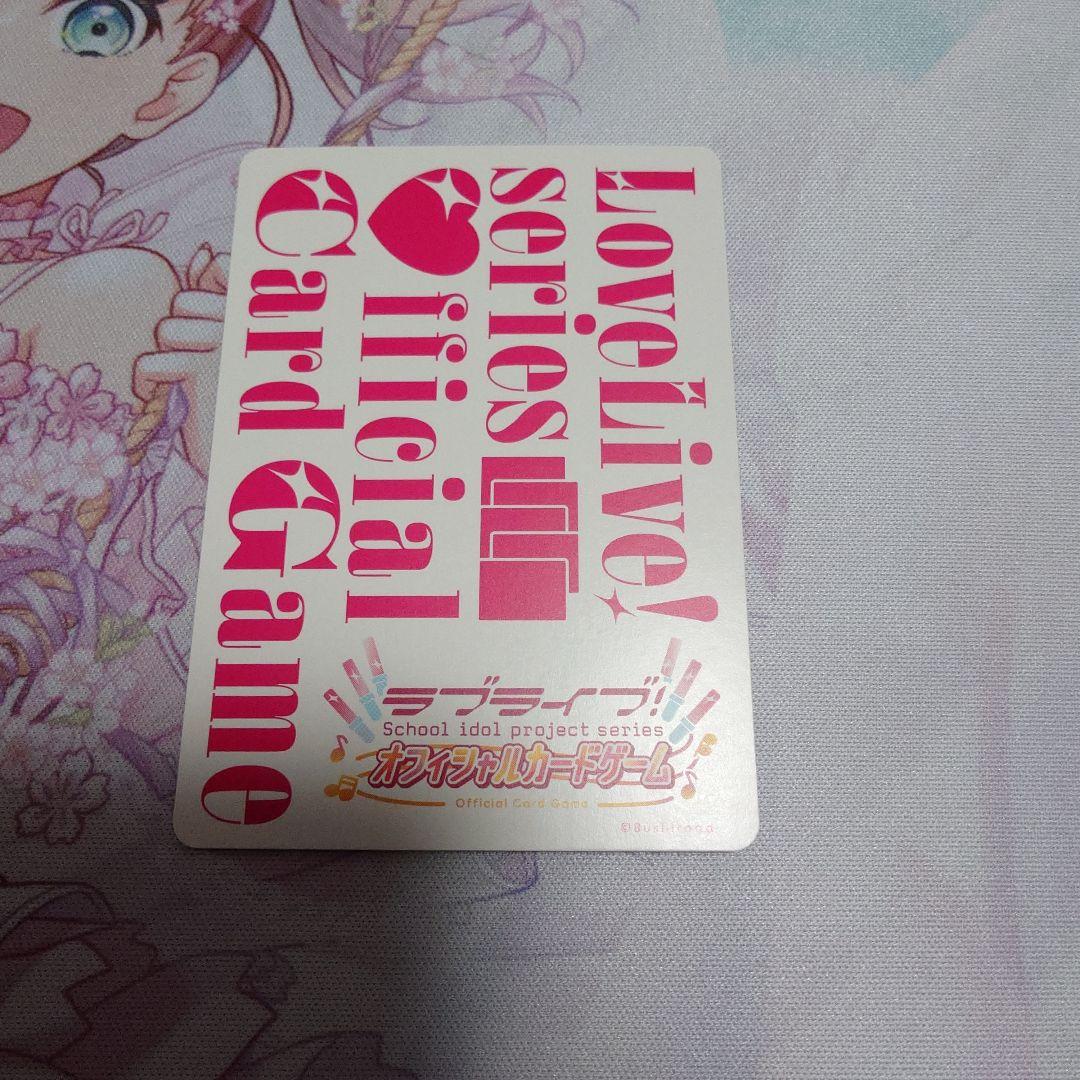 LoveLive!
series
Official
Card Game
ラブライブ!
School idol project series
オフィシャルカードゲーム
Official Card Game
©Bushiroad